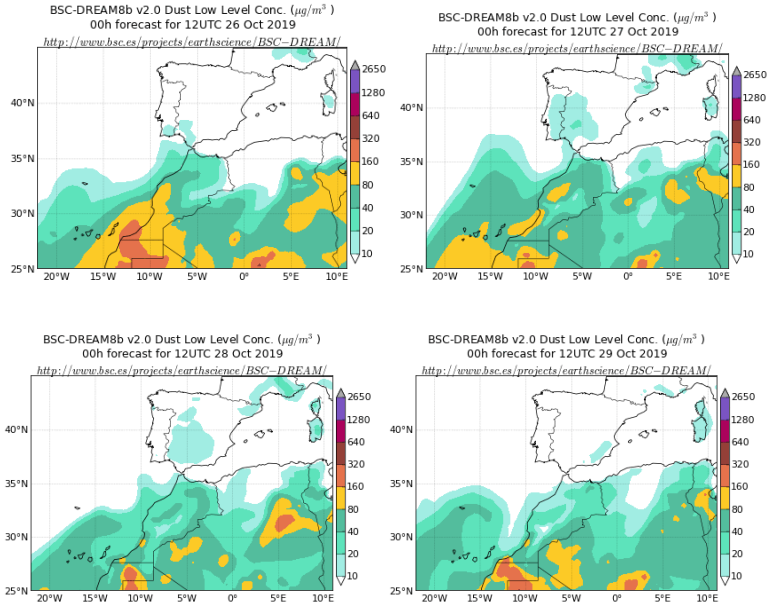 BSC-DREAM8b v2.0 Dust Low Level Conc. (μg/m³ )
00h forecast for 12UTC 26 Oct 2019
http://www.bsc.es/projects/earthscience/BSC−DREAM/
40°N
35°N
30°N
25°N
20°W 15°W 10°W 5°W 0° 5°E 10°E
2650
1280
640
320
160
80
40
20
10
BSC-DREAM8b v2.0 Dust Low Level Conc. (μg/m³ )
00h forecast for 12UTC 27 Oct 2019
http://www.bsc.es/projects/earthscience/BSC−DREAM/
40°N
35°N
30°N
25°N
20°W 15°W 10°W 5°W 0° 5°E 10°E
2650
1280
640
320
160
80
40
20
10
BSC-DREAM8b v2.0 Dust Low Level Conc. (μg/m³ )
00h forecast for 12UTC 28 Oct 2019
http://www.bsc.es/projects/earthscience/BSC−DREAM/
40°N
35°N
30°N
25°N
20°W 15°W 10°W 5°W 0° 5°E 10°E
2650
1280
640
320
160
80
40
20
10
BSC-DREAM8b v2.0 Dust Low Level Conc. (μg/m³ )
00h forecast for 12UTC 29 Oct 2019
http://www.bsc.es/projects/earthscience/BSC−DREAM/
40°N
35°N
30°N
25°N
20°W 15°W 10°W 5°W 0° 5°E 10°E
2650
1280
640
320
160
80
40
20
10